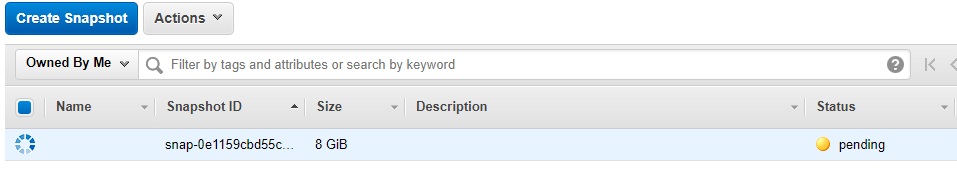 Create Snapshot Actions
Owned By Me Filter by tags and attributes or search by keyword ?
Name Snapshot ID Size Description Status
snap-0e1159cbd55c... 8 GiB pending